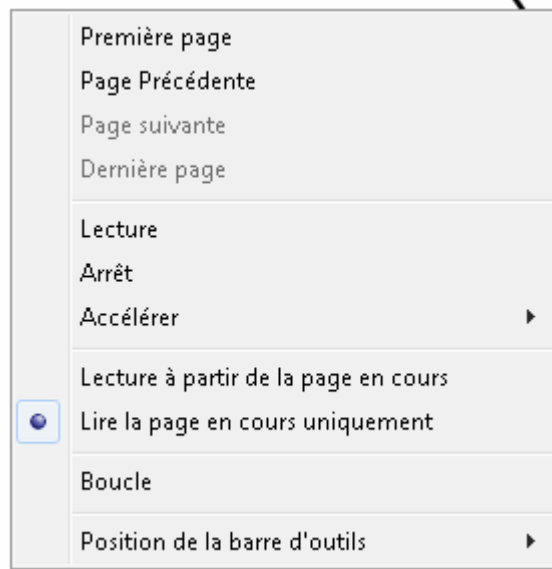 Première page
Page Précédente
Page suivante
Dernière page
Lecture
Arrêt
Accélérer
Lecture à partir de la page en cours
Lire la page en cours uniquement
Boucle
Position de la barre d'outils